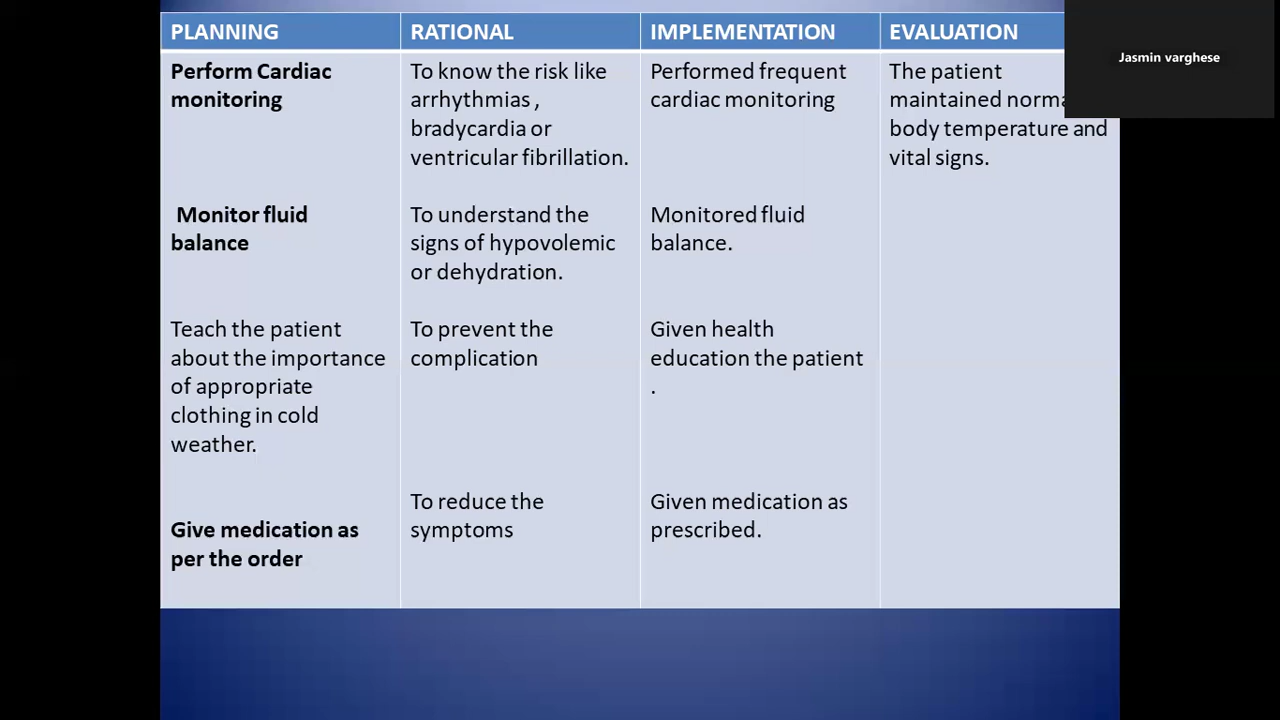 PLANNING
RATIONAL
IMPLEMENTATION
EVALUATION
Jasmin varghese
Perform Cardiac
monitoring
To know the risk like
arrhythmias ,
bradycardia or
ventricular fibrillation.
Performed frequent
cardiac monitoring
The patient
maintained
body temperature and
vital signs.
Monitor fluid
balance
To understand the
signs of hypovolemic
or dehydration.
Monitored fluid
balance.
Teach the patient
about the importance
of appropriate
clothing in cold
weather.
To prevent the
complication
Given health
education the patient
.
Give medication as
per the order
To reduce the
symptoms
Given medication as
prescribed.